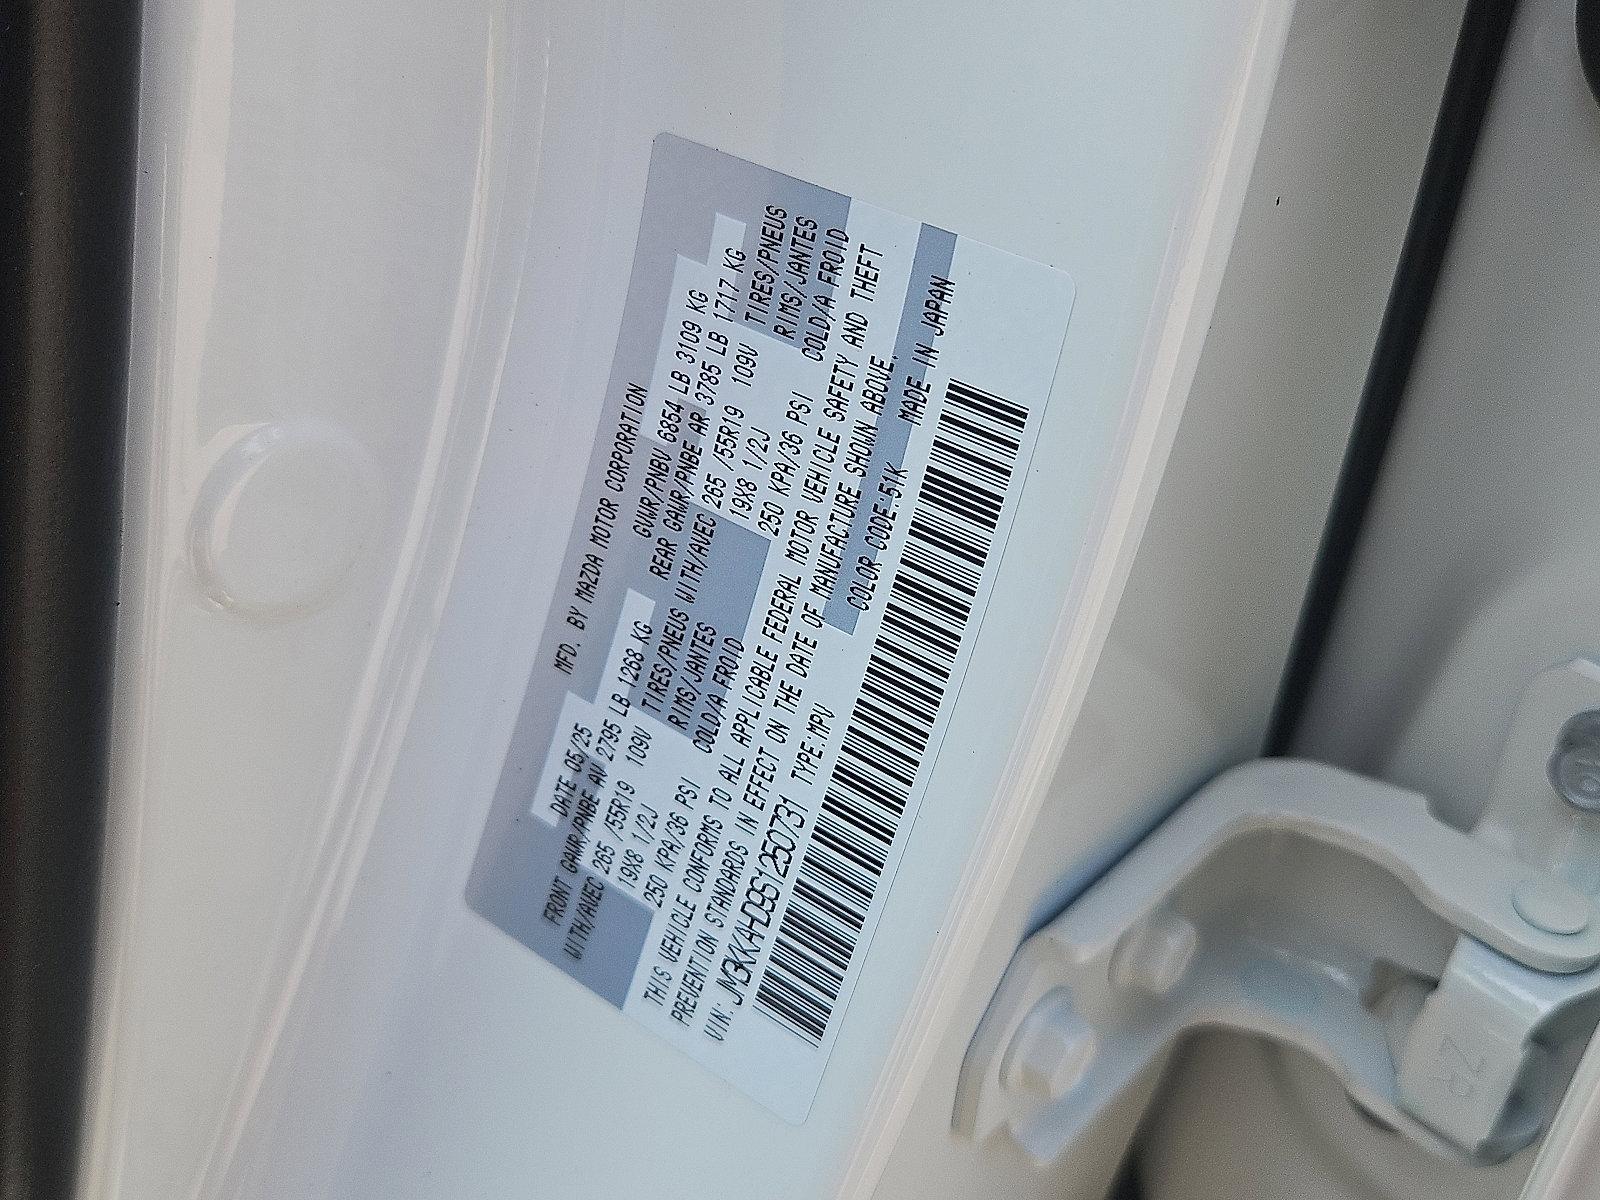 MFD. BY MAZDA MOTOR CORPORATION
DATE 05/25 GVWR/PNBV 6854 LB 3109 KG
FRONT GAWR/PNBE AV 2795 LB 1268 KG REAR GAWR/PNBE AR 3785 LB 1717 KG
WITH/AVEC 265 /55R19 109V TIRES/PNEUS WITH/AVEC 265 /55R19 109V TIRES/PNEUS
19X8 1/2J RIMS/JANTES 19X8 1/2J RIMS/JANTES
250 KPA/36 PSI COLD/A FROID 250 KPA/36 PSI COLD/A FROID
THIS VEHICLE CONFORMS TO ALL APPLICABLE FEDERAL MOTOR VEHICLE SAFETY AND THEFT
PREVENTION STANDARDS IN EFFECT ON THE DATE OF MANUFACTURE SHOWN ABOVE.
VIN: JM3KKAHD9S1250731 TYPE:MPV COLOR CODE:51K MADE IN JAPAN